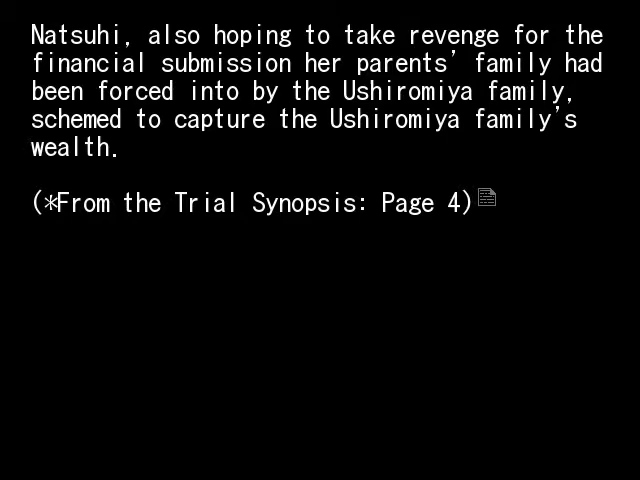 Natsuhi, also hoping to take revenge for the
financial submission her parents' family had
been forced into by the Ushiromiya family,
schemed to capture the Ushiromiya family's
wealth.
(*From the Trial Synopsis: Page 4)